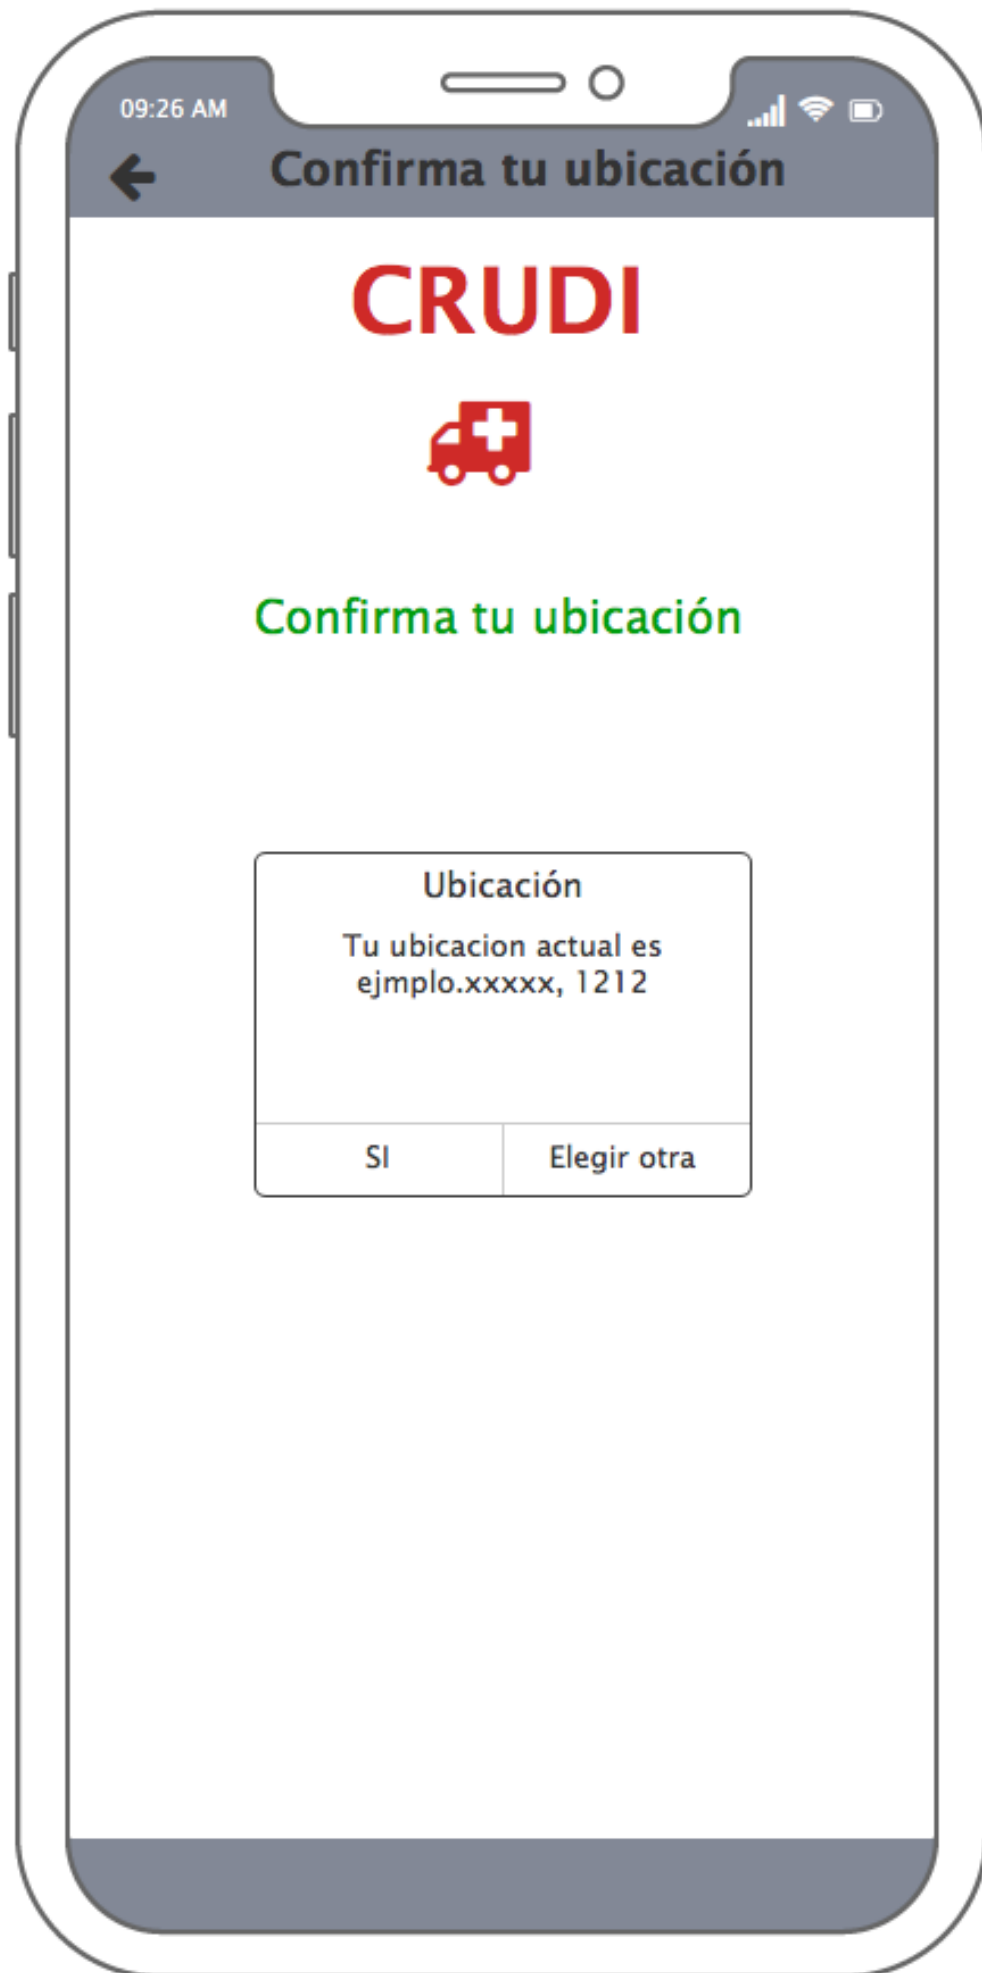 09:26 AM
Confirma tu ubicación
CRUDI
Confirma tu ubicación
Ubicación
Tu ubicacion actual es
ejmplo.xxxxx, 1212
SI
Elegir otra